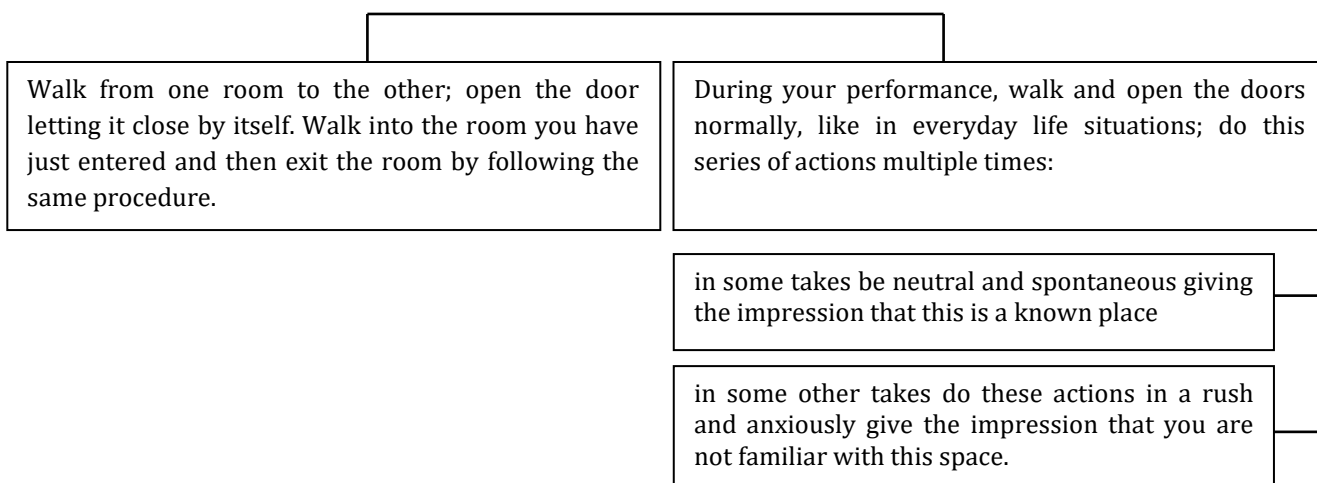 Walk from one room to the other; open the door
letting it close by itself. Walk into the room you have
just entered and then exit the room by following the
same procedure.
During your performance, walk and open the doors
normally, like in everyday life situations; do this
series of actions multiple times:
in some takes be neutral and spontaneous giving
the impression that this is a known place
in some other takes do these actions in a rush
and anxiously give the impression that you are
not familiar with this space.